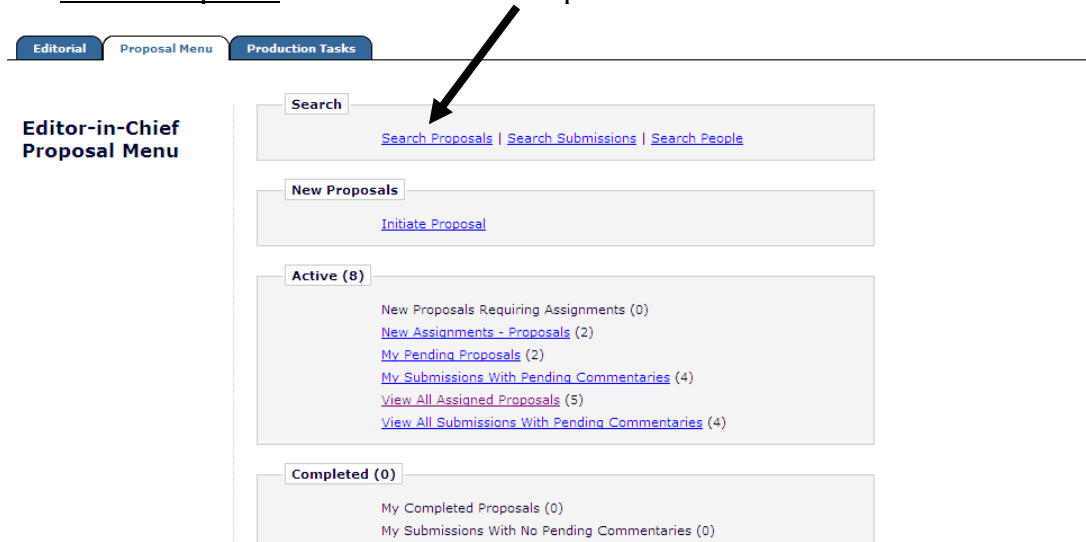 Editorial Proposal Menu Production Tasks
Editor-in-Chief
Proposal Menu
Search
Search Proposals | Search Submissions | Search People
New Proposals
Initiate Proposal
Active (8)
New Proposals Requiring Assignments (0)
New Assignments - Proposals (2)
My Pending Proposals (2)
My Submissions With Pending Commentaries (4)
View All Assigned Proposals (5)
View All Submissions With Pending Commentaries (4)
Completed (0)
My Completed Proposals (0)
My Submissions With No Pending Commentaries (0)